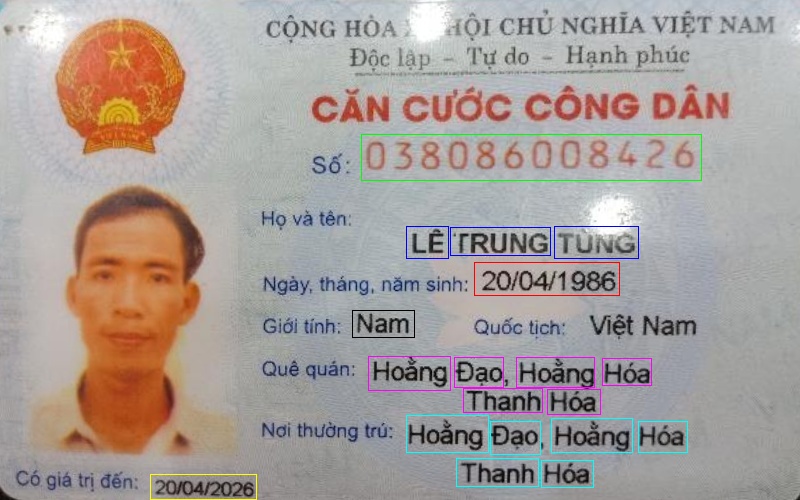 CỘNG HÒA XÃ HỘI CHỦ NGHĨA VIỆT NAM
Độc lập – Tự do – Hạnh phúc
CĂN CƯỚC CÔNG DÂN
Số: 038086008426
Họ và tên:
LÊ TRUNG TÙNG
Ngày, tháng, năm sinh: 20/04/1986
Giới tính: Nam Quốc tịch: Việt Nam
Quê quán: Hoằng Đạo, Hoằng Hóa
Thanh Hóa
Nơi thường trú: Hoằng Đạo, Hoằng Hóa
Thanh Hóa
Có giá trị đến: 20/04/2026